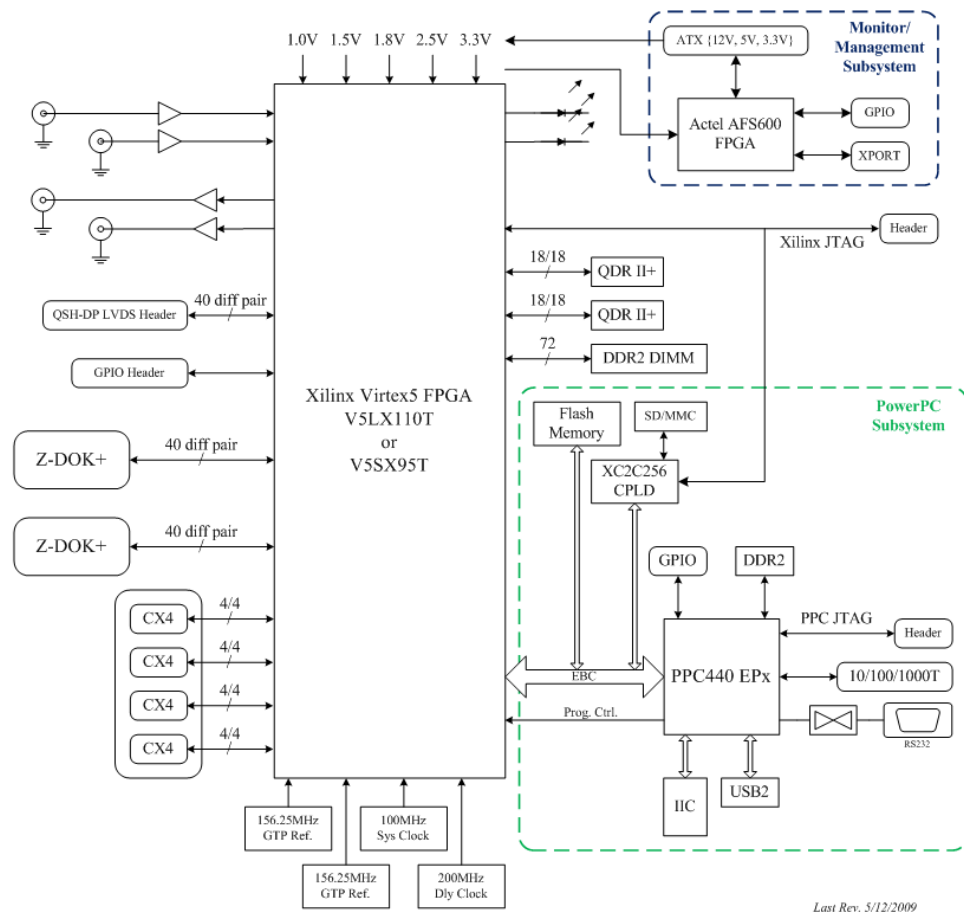 1.0V 1.5V 1.8V 2.5V 3.3V
ATX {12V, 5V, 3.3V}
Monitor/
Management
Subsystem
Actel AFS600
FPGA
GPIO
XPORT
Xilinx JTAG
Header
18/18
QDR II+
18/18
QDR II+
72
DDR2 DIMM
40 diff pair
QSH-DP LVDS Header
GPIO Header
Xilinx Virtex5 FPGA
V5LX110T
or
V5SX95T
40 diff pair
Z-DOK+
40 diff pair
Z-DOK+
4/4
CX4
4/4
CX4
4/4
CX4
4/4
CX4
PowerPC
Subsystem
Flash
Memory
SD/MMC
XC2C256
CPLD
GPIO
DDR2
PPC JTAG
Header
EBC
PPC440 EPx
10/100/1000T
Prog. Ctrl.
RS232
IIC
USB2
156.25MHz
GTP Ref.
100MHz
Sys Clock
156.25MHz
GTP Ref.
200MHz
Dly Clock
Last Rev. 5/12/2009